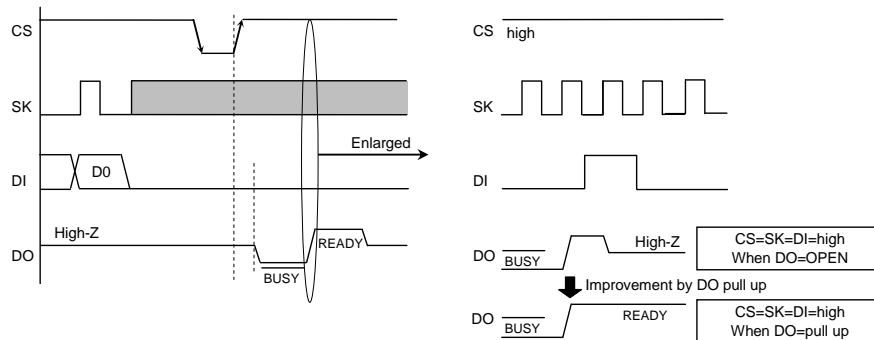 CS
SK
DI
D0
Enlarged
High-Z
DO
BUSY
READY
CS high
SK
DI
DO
BUSY
High-Z
CS=SK=DI=high
When DO=OPEN
Improvement by DO pull up
DO
BUSY
READY
CS=SK=DI=high
When DO=pull up